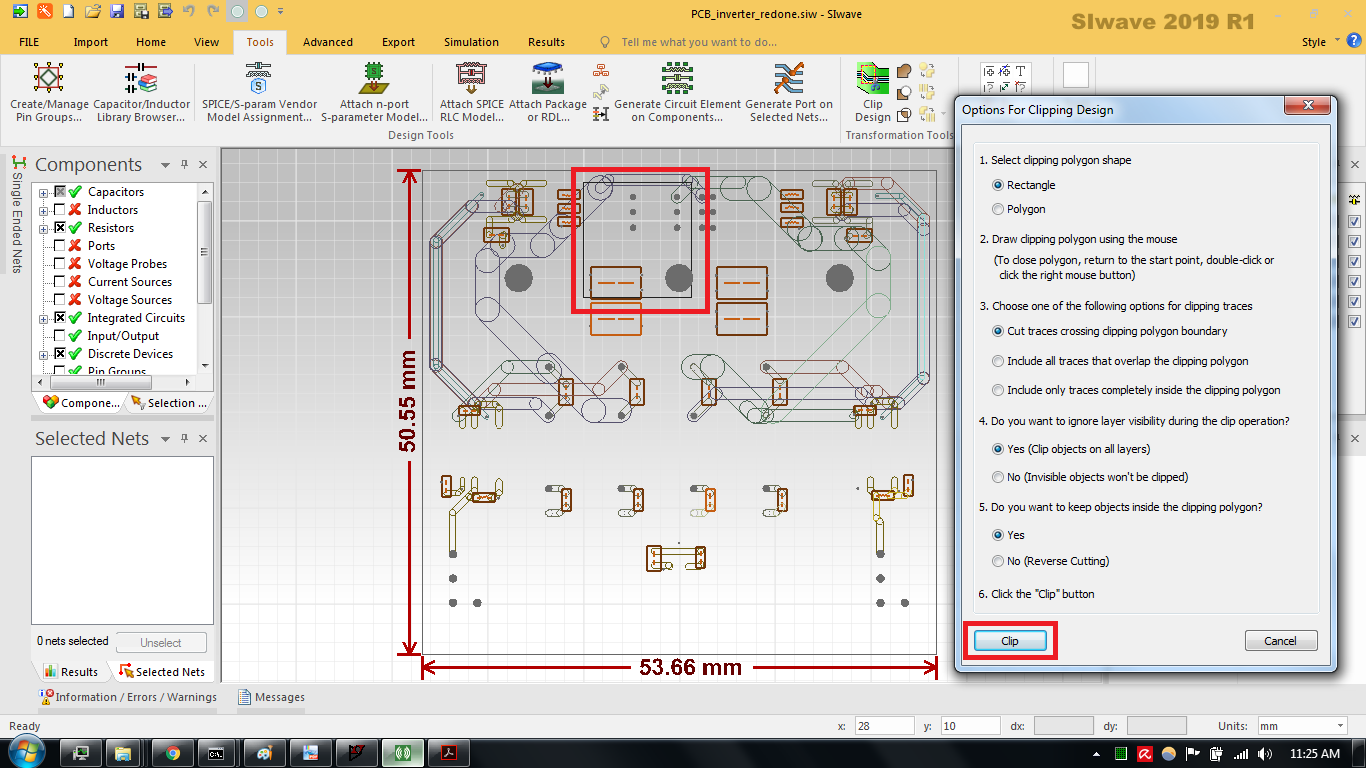 PCB_inverter_redone.siw - SIwave
SIwave 2019 R1
FILE Import Home View Tools Advanced Export Simulation Results Tell me what you want to do... Style
Create/Manage Pin Groups...
Capacitor/Inductor Library Browser...
SPICE/S-param Vendor Model Assignment...
Attach n-port S-parameter Model...
Attach SPICE RLC Model...
Attach Package or RDL...
Generate Circuit Element on Components...
Generate Port on Selected Nets...
Clip Design
Design Tools
Transformation Tools
Single Ended Nets
Components
Capacitors
Inductors
Resistors
Ports
Voltage Probes
Current Sources
Voltage Sources
Integrated Circuits
Input/Output
Discrete Devices
Pin Groups
Compone...
Selection ...
Selected Nets
0 nets selected
Unselect
Results
Selected Nets
50.55 mm
53.66 mm
Options For Clipping Design
1. Select clipping polygon shape
Rectangle
Polygon
2. Draw clipping polygon using the mouse
(To close polygon, return to the start point, double-click or
click the right mouse button)
3. Choose one of the following options for clipping traces
Cut traces crossing clipping polygon boundary
Include all traces that overlap the clipping polygon
Include only traces completely inside the clipping polygon
4. Do you want to ignore layer visibility during the clip operation?
Yes (Clip objects on all layers)
No (Invisible objects won't be clipped)
5. Do you want to keep objects inside the clipping polygon?
Yes
No (Reverse Cutting)
6. Click the "Clip" button
Clip
Cancel
Information / Errors / Warnings
Messages
Ready
x: 28 y: 10 dx: dy: Units: mm
11:25 AM